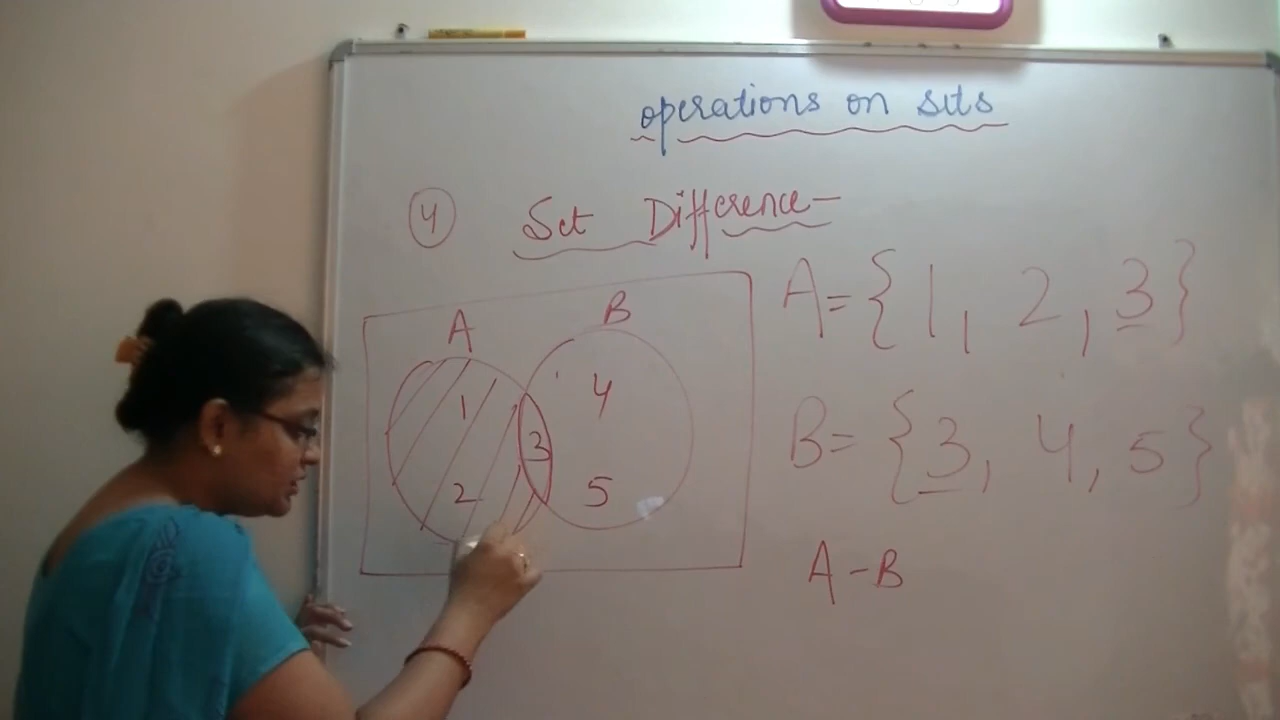 operations on sets
4 Set Difference-
A B
1 4
3
2 5
A={1, 2, 3}
B={3, 4, 5}
A-B